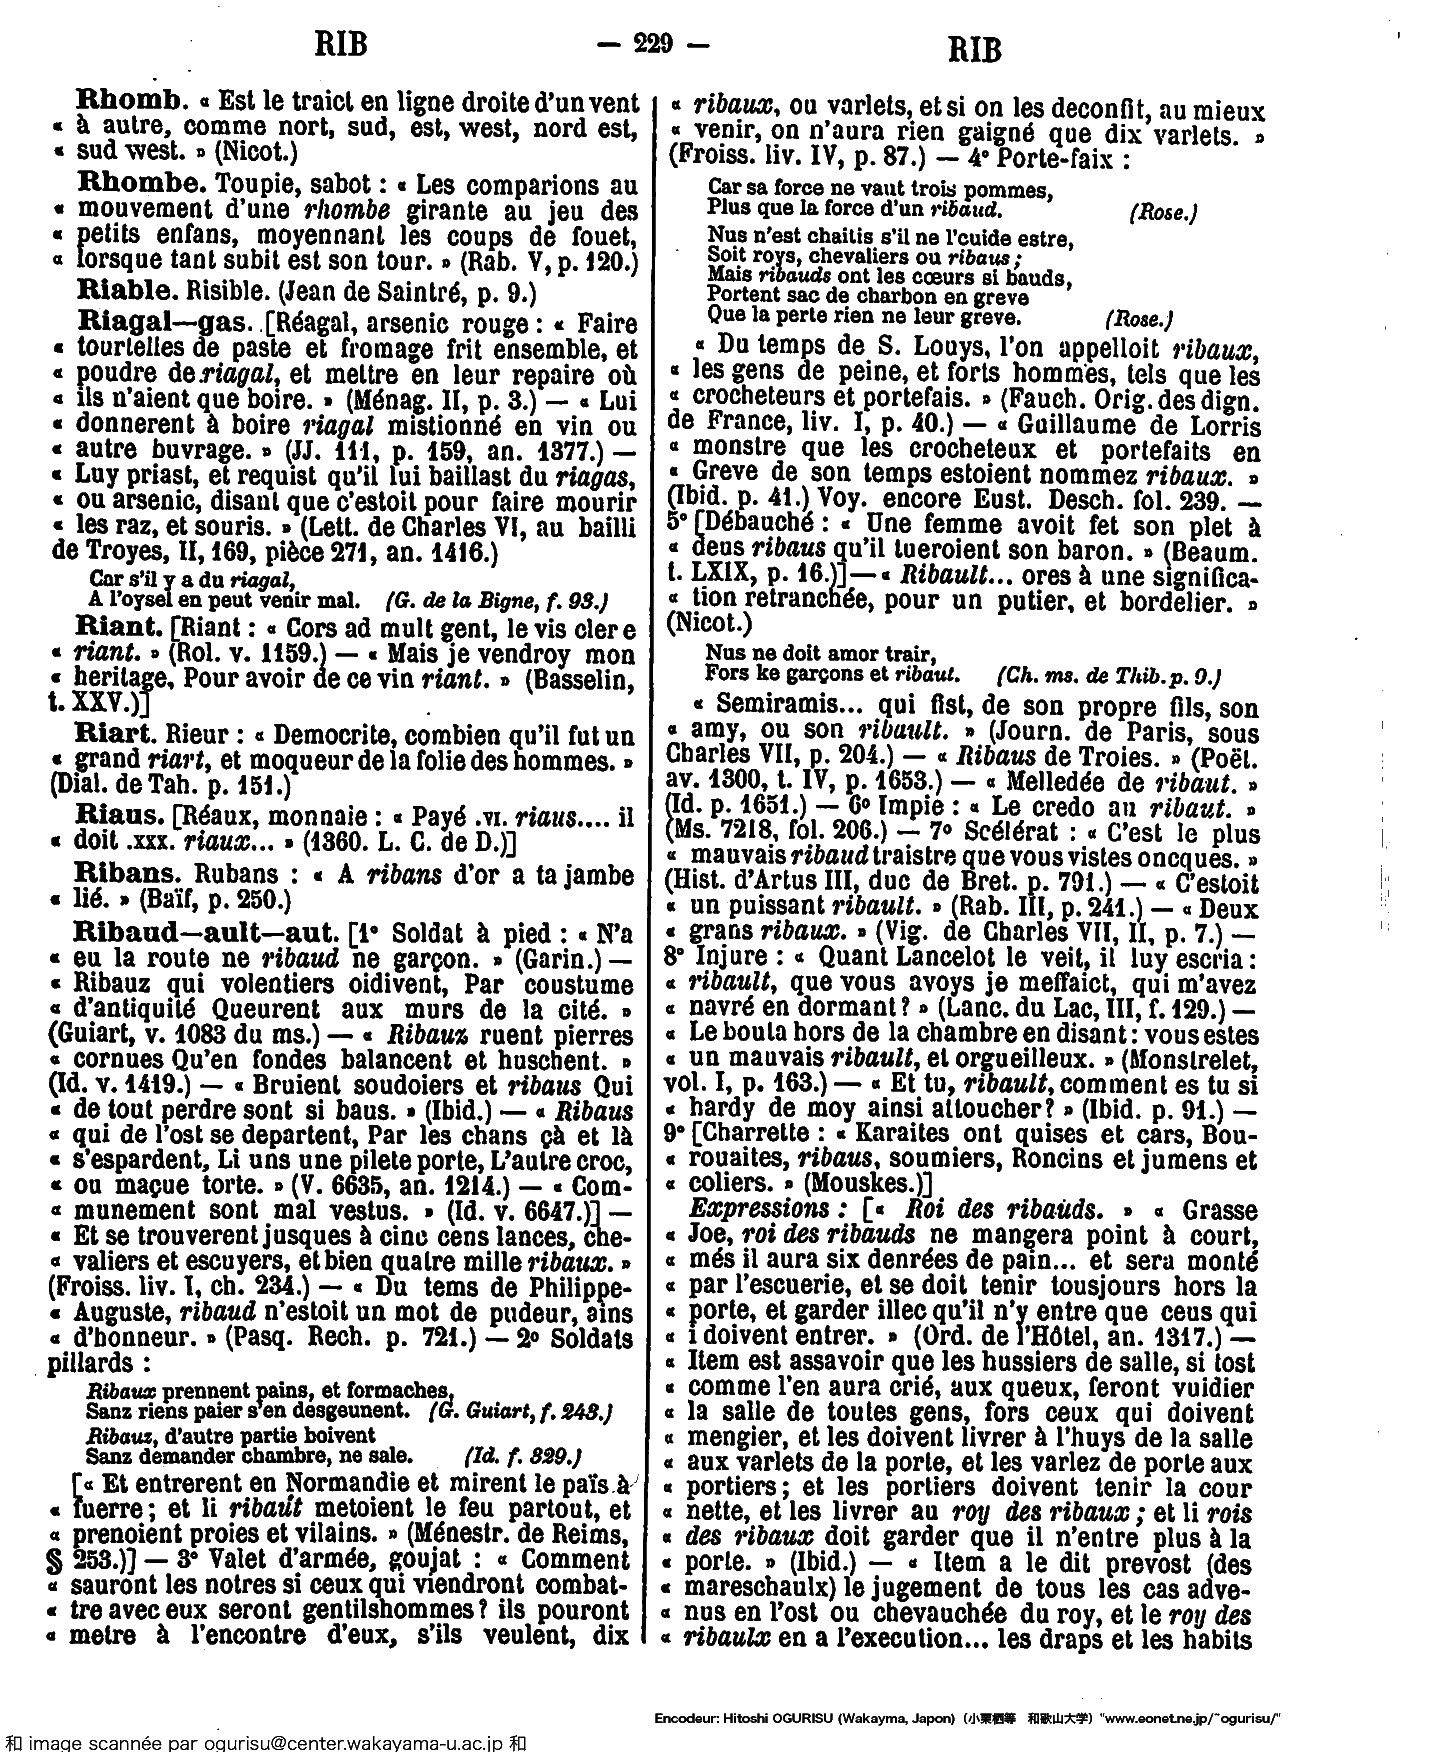 RIB — 229 — RIB
Rhomb. « Est le traict en ligne droite d'un vent
« à autre, comme nort, sud, est, west, nord est,
« sud west. » (Nicot.)
Rhombe. Toupie, sabot : « Les comparions au
« mouvement d'une rhombe girante au jeu des
« petits enfans, moyennant les coups de fouet,
« lorsque tant subit est son tour. » (Rab. V, p. 120.)
Riable. Risible. (Jean de Saintré, p. 9.)
Riagal—gas. [Réagal, arsenic rouge : « Faire
« tourtelles de paste et fromage frit ensemble, et
« poudre de riagal, et mettre en leur repaire où
« ils n'aient que boire. » (Ménag. II, p. 3.) — « Lui
« donnerent à boire riagal mistionné en vin ou
« autre buvrage. » (JJ. 111, p. 159, an. 1377.) —
« Luy priast, et requist qu'il lui baillast du riagas,
« ou arsenic, disant que c'estoit pour faire mourir
« les raz, et souris. » (Lett. de Charles VI, au bailli
de Troyes, II, 169, pièce 271, an. 1416.)
Car s'il y a du riagal,
A l'oysel en peut venir mal. (G. de la Bigne, f. 93.)
Riant. [Riant : « Cors ad mult gent, le vis cler e
« riant. » (Rol. v. 1159.) — « Mais je vendroy mon
« heritage, Pour avoir de ce vin riant. » (Basselin,
t. XXV.)]
Riart. Rieur : « Democrite, combien qu'il fut un
« grand riart, et moqueur de la folie des hommes. »
(Dial. de Tah. p. 151.)
Riaus. [Réaux, monnaie : « Payé .VI. riaus.... il
« doit .XXX. riaux... » (1360. L. C. de D.)]
Ribans. Rubans : « A ribans d'or a ta jambe
« lié. » (Baïf, p. 250.)
Ribaud—ault—aut. [1° Soldat à pied : « N'a
« eu la route ne ribaud ne garçon. » (Garin.) —
« Ribauz qui volentiers oidivent, Par coustume
« d'antiquité Queurent aux murs de la cité. »
(Guiart, v. 1083 du ms.) — « Ribauz ruent pierres
« cornues Qu'en fondes balancent et huschent. »
(Id. v. 1419.) — « Bruient soudoiers et ribaus Qui
« de tout perdre sont si baus. » (Ibid.) — « Ribaus
« qui de l'ost se departent, Par les chans çà et là
« s'espardent, Li uns une pilete porte, L'autre croc,
« ou maçue torte. » (V. 6635, an. 1214.) — « Com-
« munement sont mal vestus. » (Id. v. 6647.)] —
« Et se trouverent jusques à cinc cens lances, che-
« valiers et escuyers, et bien quatre mille ribaux. »
(Froiss. liv. I, ch. 234.) — « Du tems de Philippe-
« Auguste, ribaud n'estoit un mot de pudeur, ains
« d'honneur. » (Pasq. Rech. p. 721.) — 2° Soldats
pillards :
Ribaux prennent pains, et formaches,
Sanz riens paier s'en desgeunent. (G. Guiart, f. 243.)
Ribauz, d'autre partie boivent
Sanz demander chambre, ne sale. (Id. f. 329.)
[« Et entrerent en Normandie et mirent le païs à
« fuerre ; et li ribaut metoient le feu partout, et
« prenoient proies et vilains. » (Ménestr. de Reims,
§ 253.)] — 3° Valet d'armée, goujat : « Comment
« sauront les notres si ceux qui viendront combat-
« tre avec eux seront gentilshommes ? ils pouront
« metre à l'encontre d'eux, s'ils veulent, dix
« ribaux, ou varlets, et si on les deconfit, au mieux
« venir, on n'aura rien gaigné que dix varlets. »
(Froiss. liv. IV, p. 87.) — 4° Porte-faix :
Car sa force ne vaut trois pommes,
Plus que la force d'un ribaud. (Rose.)
Nus n'est chaitis s'il ne l'cuide estre,
Soit roys, chevaliers ou ribaus ;
Mais ribauds ont les cœurs si bauds,
Portent sac de charbon en greve
Que la perte rien ne leur greve. (Rose.)
« Du temps de S. Louys, l'on appelloit ribaux,
« les gens de peine, et forts hommes, tels que les
« crocheteurs et portefais. » (Fauch. Orig. des dign.
de France, liv. I, p. 40.) — « Guillaume de Lorris
« monstre que les crocheteux et portefaits en
« Greve de son temps estoient nommez ribaux. »
(Ibid. p. 41.) Voy. encore Eust. Desch. fol. 239. —
5° [Débauché : « Une femme avoit fet son plet à
« deus ribaus qu'il tueroient son baron. » (Beaum.
t. LXIX, p. 16.)] — « Ribault... ores à une significa-
« tion retranchée, pour un putier, et bordelier. »
(Nicot.)
Nus ne doit amor trair,
Fors ke garçons et ribaut. (Ch. ms. de Thib. p. 9.)
« Semiramis... qui fist, de son propre fils, son
« amy, ou son ribault. » (Journ. de Paris, sous
Charles VII, p. 204.) — « Ribaus de Troies. » (Poët.
av. 1300, t. IV, p. 1653.) — « Melledée de ribaut. »
(Id. p. 1651.) — 6° Impie : « Le credo au ribaut. »
(Ms. 7218, fol. 206.) — 7° Scélérat : « C'est le plus
« mauvais ribaud traistre que vous vistes oncques. »
(Hist. d'Artus III, duc de Bret. p. 791.) — « C'estoit
« un puissant ribault. » (Rab. III, p. 241.) — « Deux
« grans ribaux. » (Vig. de Charles VII, II, p. 7.) —
8° Injure : « Quant Lancelot le veit, il luy escria :
« ribault, que vous avoys je meffaict, qui m'avez
« navré en dormant ? » (Lanc. du Lac, III, f. 129.) —
« Le bouta hors de la chambre en disant : vous estes
« un mauvais ribault, et orgueilleux. » (Monstrelet,
vol. I, p. 163.) — « Et tu, ribault, comment es tu si
« hardy de moy ainsi attoucher ? » (Ibid. p. 91.) —
9° [Charrette : « Karaites ont quises et cars, Bou-
« rouaites, ribaus, soumiers, Roncins et jumens et
« coliers. » (Mouskes.)]
Expressions : [« Roi des ribauds. » « Grasse
« Joe, roi des ribauds ne mangera point à court,
« més il aura six denrées de pain... et sera monté
« par l'escuerie, et se doit tenir tousjours hors la
« porte, et garder illec qu'il n'y entre que ceus qui
« i doivent entrer. » (Ord. de l'Hôtel, an. 1317.) —
« Item est assavoir que les hussiers de salle, si tost
« comme l'en aura crié, aux queux, feront vuidier
« la salle de toutes gens, fors ceux qui doivent
« mengier, et les doivent livrer à l'huys de la salle
« aux varlets de la porte, et les varlez de porte aux
« portiers ; et les portiers doivent tenir la cour
« nette, et les livrer au roy des ribaux ; et li rois
« des ribaux doit garder que il n'entre plus à la
« porte. » (Ibid.) — « Item a le dit prevost (des
« mareschaulx) le jugement de tous les cas adve-
« nus en l'ost ou chevauchée du roy, et le roy des
« ribaulx en a l'execution... les draps et les habits
Encodeur: Hitoshi OGURISU (Wakayma, Japon) (小栗栖等 和歌山大学) "www.eonet.ne.jp/~ogurisu/"
和 image scannée par ogurisu@center.wakayama-u.ac.jp 和